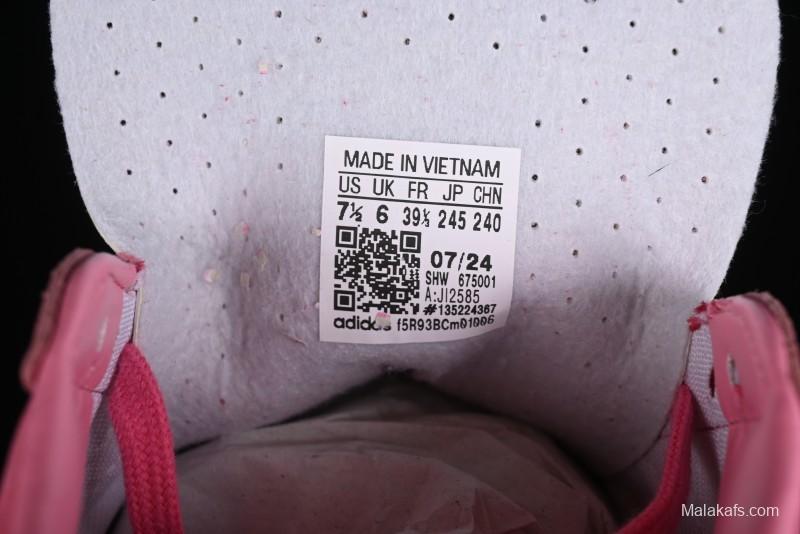 MADE IN VIETNAM
US UK FR JP CHN
7½ 6 39⅓ 245 240
07/24
SHW 675001
A:JI2585
#135224367
adidas f5R93BCm01006
Malakafs.com